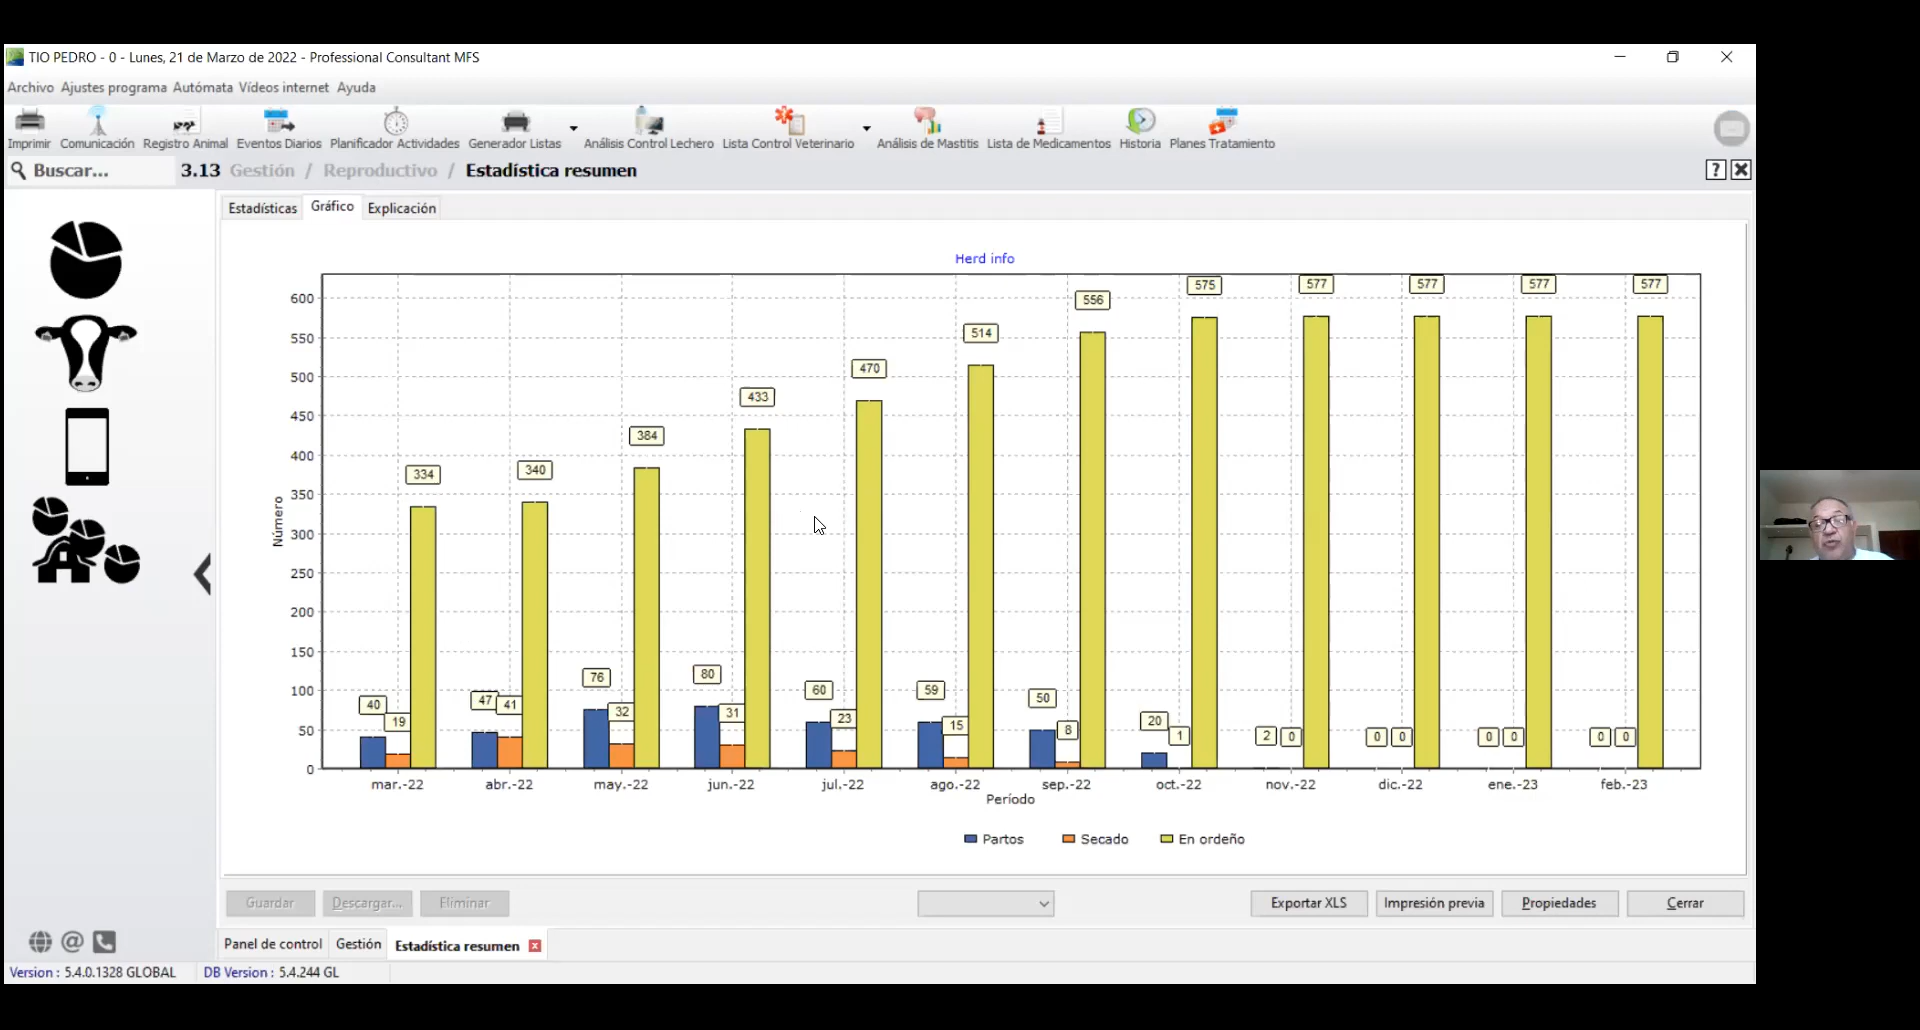 TIO PEDRO - 0 - Lunes, 21 de Marzo de 2022 - Professional Consultant MFS
Archivo Ajustes programa Autómata Vídeos internet Ayuda
Imprimir Comunicación Registro Animal Eventos Diarios Planificador Actividades Generador Listas Análisis Control Lechero Lista Control Veterinario Análisis de Mastitis Lista de Medicamentos Historia Planes Tratamiento
Buscar... 3.13 Gestión / Reproductivo / Estadística resumen ?
Estadísticas Gráfico Explicación
Herd info
Número
600
550
500
450
400
350
300
250
200
150
100
50
0
40 19 334
47 41 340
76 32 384
80 31 433
60 23 470
59 15 514
50 8 556
20 1 575
2 0 577
0 0 577
0 0 577
0 0 577
mar.-22 abr.-22 may.-22 jun.-22 jul.-22 ago.-22 sep.-22 oct.-22 nov.-22 dic.-22 ene.-23 feb.-23
Período
Partos Secado En ordeño
Guardar Descargar... Eliminar Exportar XLS Impresión previa Propiedades Cerrar
@
Panel de control Gestión Estadística resumen
Version : 5.4.0.1328 GLOBAL DB Version : 5.4.244 GL